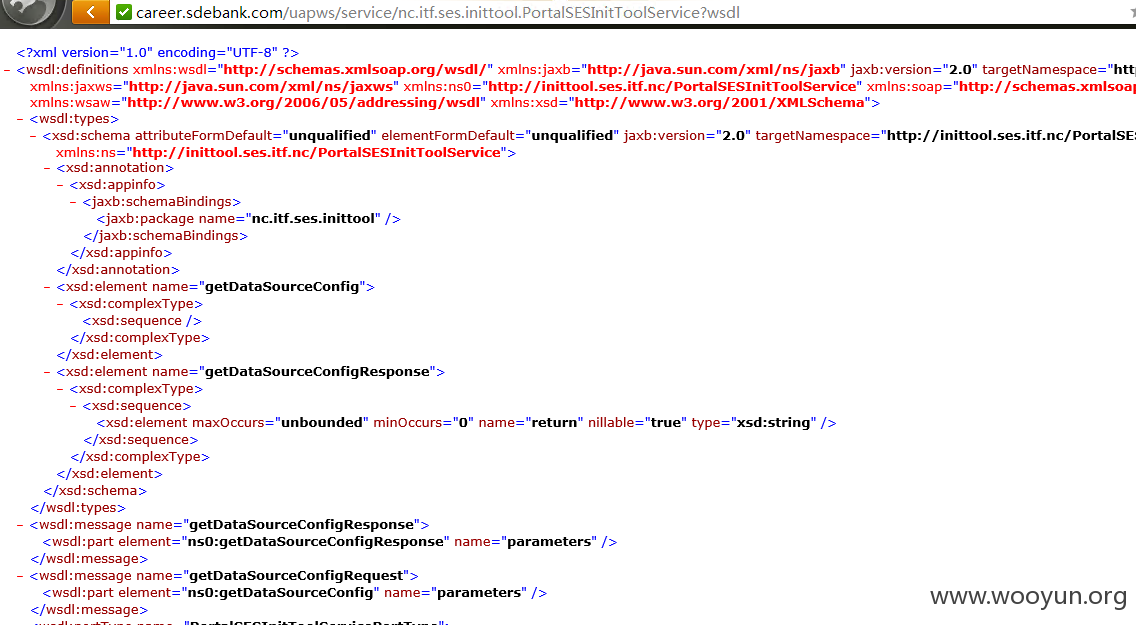 career.sdebank.com/uapws/service/nc.itf.ses.inittool.PortalSESInitToolService?wsdl
<?xml version="1.0" encoding="UTF-8" ?>
- <wsdl:definitions xmlns:wsdl="http://schemas.xmlsoap.org/wsdl/" xmlns:jaxb="http://java.sun.com/xml/ns/jaxb" jaxb:version="2.0" targetNamespace="htt
xmlns:jaxws="http://java.sun.com/xml/ns/jaxws" xmlns:ns0="http://inittool.ses.itf.nc/PortalSESInitToolService" xmlns:soap="http://schemas.xmlsoap
xmlns:wsaw="http://www.w3.org/2006/05/addressing/wsdl" xmlns:xsd="http://www.w3.org/2001/XMLSchema">
- <wsdl:types>
- <xsd:schema attributeFormDefault="unqualified" elementFormDefault="unqualified" jaxb:version="2.0" targetNamespace="http://inittool.ses.itf.nc/PortalSE
xmlns:ns="http://inittool.ses.itf.nc/PortalSESInitToolService">
- <xsd:annotation>
- <xsd:appinfo>
- <jaxb:schemaBindings>
<jaxb:package name="nc.itf.ses.inittool" />
</jaxb:schemaBindings>
</xsd:appinfo>
</xsd:annotation>
- <xsd:element name="getDataSourceConfig">
- <xsd:complexType>
<xsd:sequence />
</xsd:complexType>
</xsd:element>
- <xsd:element name="getDataSourceConfigResponse">
- <xsd:complexType>
- <xsd:sequence>
<xsd:element maxOccurs="unbounded" minOccurs="0" name="return" nillable="true" type="xsd:string" />
</xsd:sequence>
</xsd:complexType>
</xsd:element>
</xsd:schema>
</wsdl:types>
- <wsdl:message name="getDataSourceConfigResponse">
<wsdl:part element="ns0:getDataSourceConfigResponse" name="parameters" />
</wsdl:message>
- <wsdl:message name="getDataSourceConfigRequest">
<wsdl:part element="ns0:getDataSourceConfig" name="parameters" />
</wsdl:message>
- <wsdl:portType name="PortalSESInitToolServicePortType">
www.wooyun.org